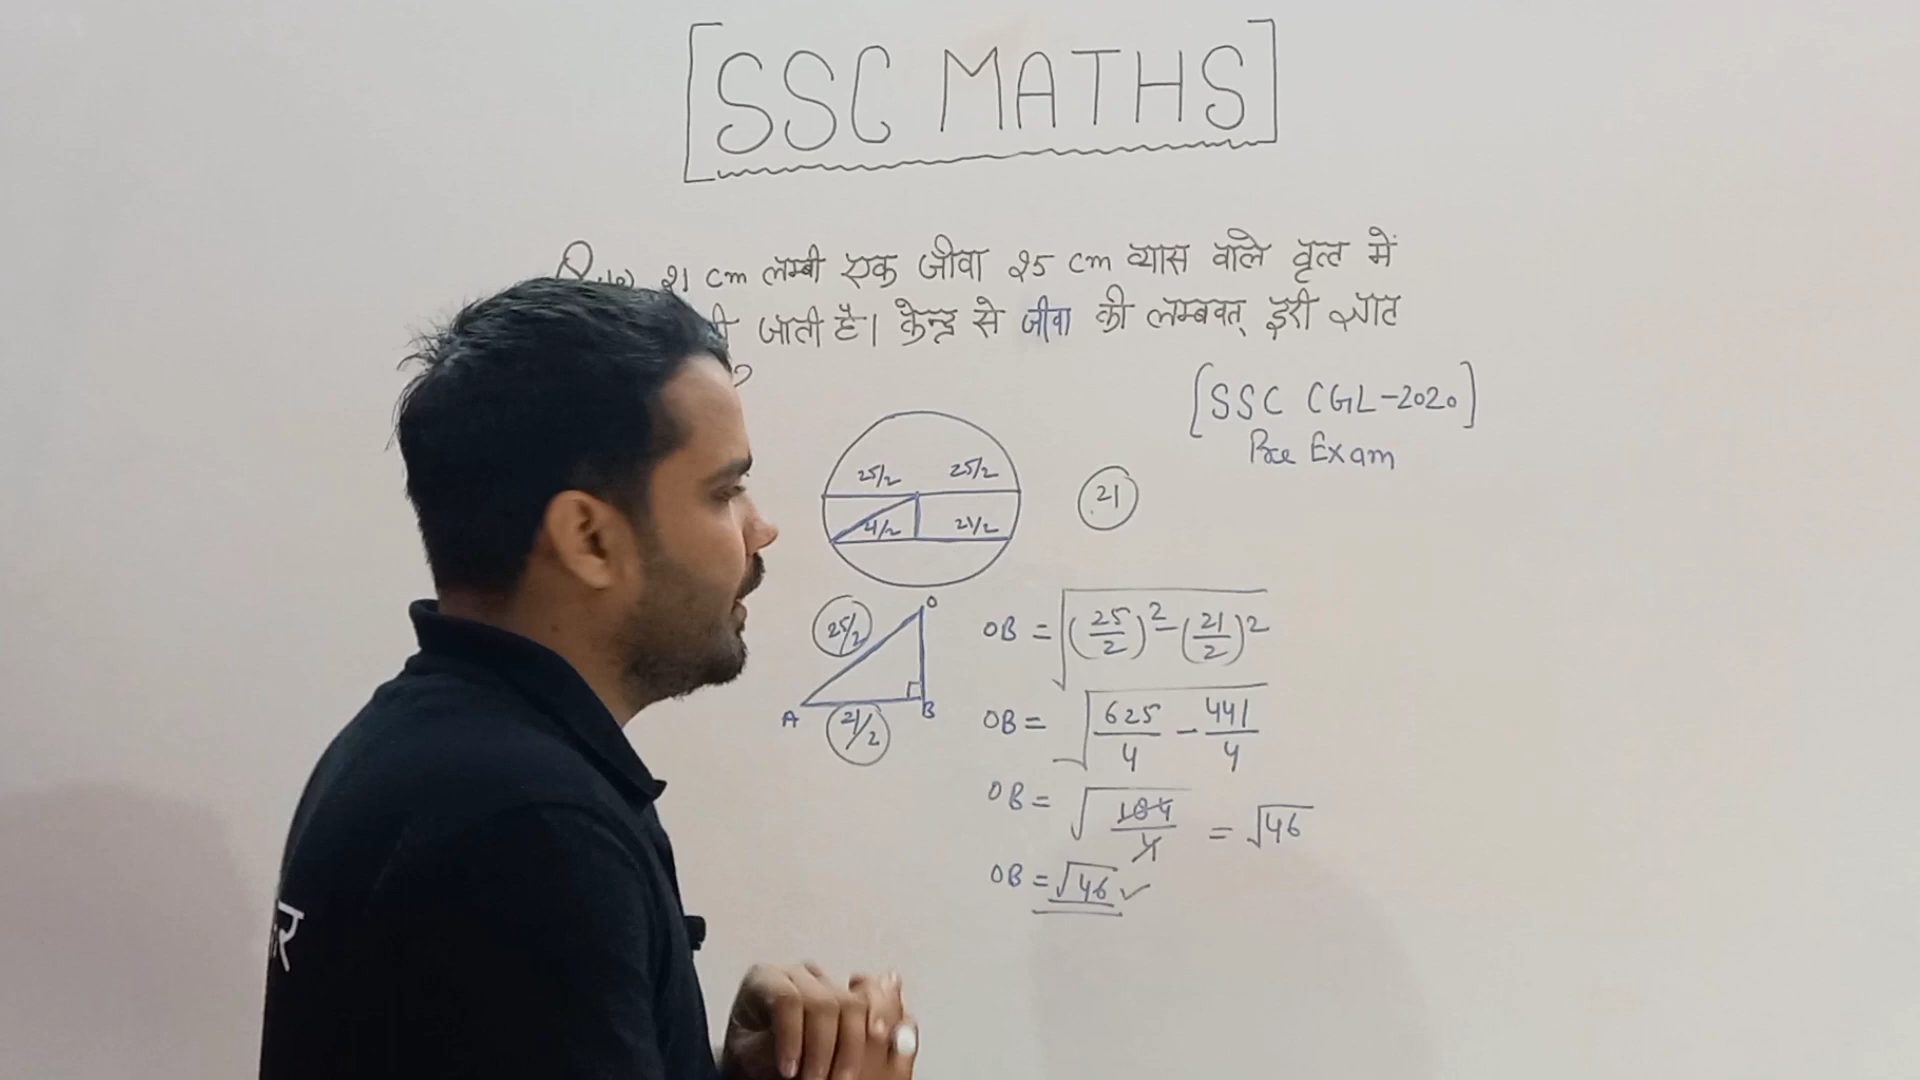 [SSC MATHS]
21 cm लम्बी एक जीवा 25 cm व्यास वाले वृत्त में
जाती है। केन्द्र से जीवा की लम्बवत् दूरी ज्ञात
[SSC CGL-2020]
Pre Exam
25/2 25/2
21
21/2 21/2
O
25/2
A
21/2
B
OB = √(25/2)² - (21/2)²
OB = √625/4 - 441/4
OB = √184/4 = √46
OB = √46 ✓
र